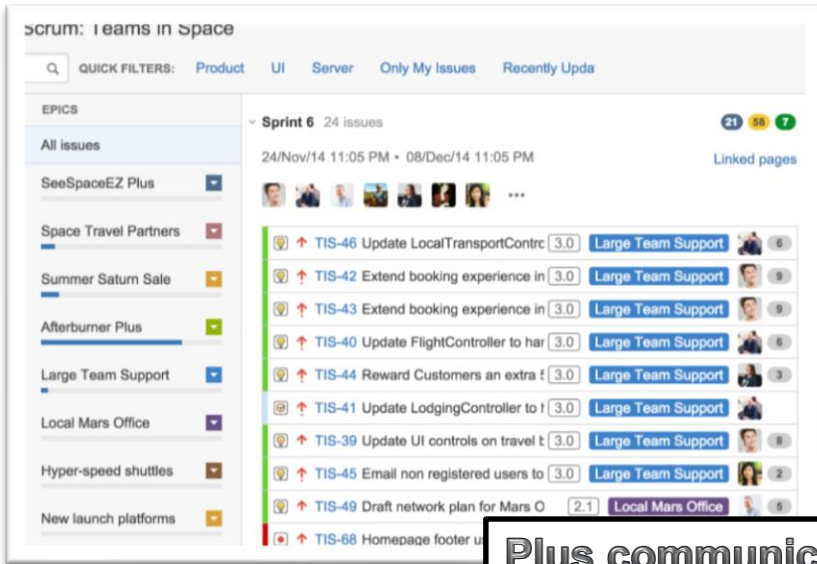 Scrum: Teams in Space
QUICK FILTERS: Product UI Server Only My Issues Recently Upda
EPICS
All issues
SeeSpaceEZ Plus
Space Travel Partners
Summer Saturn Sale
Afterburner Plus
Large Team Support
Local Mars Office
Hyper-speed shuttles
New launch platforms
Sprint 6 24 issues 21 58 7
24/Nov/14 11:05 PM • 08/Dec/14 11:05 PM Linked pages
...
TIS-46 Update LocalTransportContrc 3.0 Large Team Support 6
TIS-42 Extend booking experience in 3.0 Large Team Support 9
TIS-43 Extend booking experience in 3.0 Large Team Support 9
TIS-40 Update FlightController to har 3.0 Large Team Support 6
TIS-44 Reward Customers an extra 3.0 Large Team Support 3
TIS-41 Update LodgingController to 3.0 Large Team Support
TIS-39 Update UI controls on travel 3.0 Large Team Support 8
TIS-45 Email non registered users to 3.0 Large Team Support 2
TIS-49 Draft network plan for Mars O 2.1 Local Mars Office 5
TIS-68 Homepage footer u
Plus communic